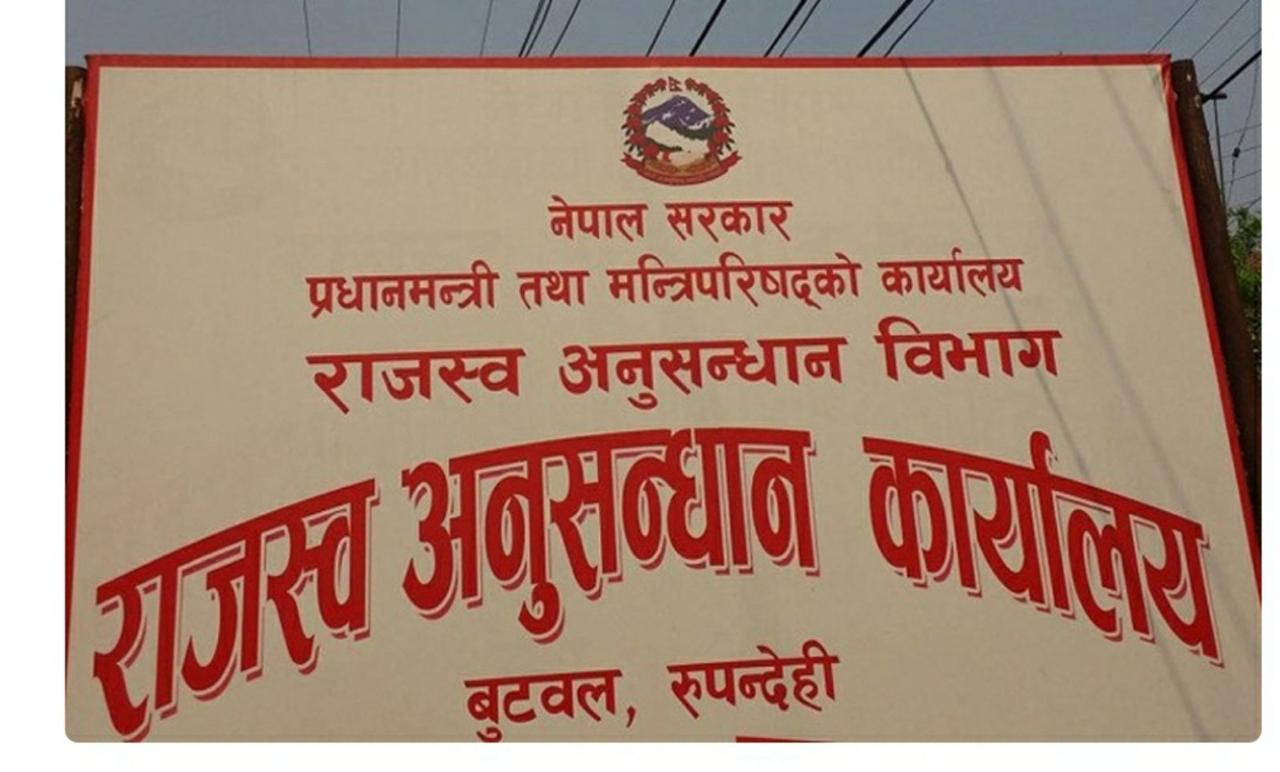 नेपाल सरकार
प्रधानमन्त्री तथा मन्त्रिपरिषद्को कार्यालय
राजस्व अनुसन्धान विभाग
राजस्व अनुसन्धान कार्यालय
बुटवल, रुपन्देही